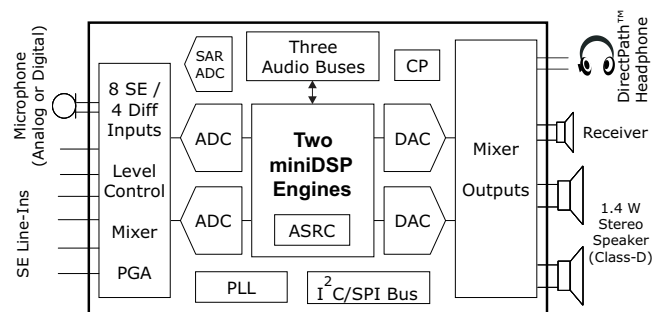 Microphone
(Analog or Digital)
SE Line-Ins
8 SE /
4 Diff
Inputs
Level
Control
Mixer
PGA
SAR
ADC
Three
Audio Buses
CP
ADC
ADC
Two
miniDSP
Engines
ASRC
DAC
DAC
Mixer
Outputs
PLL
I²C/SPI Bus
DirectPath™
Headphone
Receiver
1.4 W
Stereo
Speaker
(Class-D)